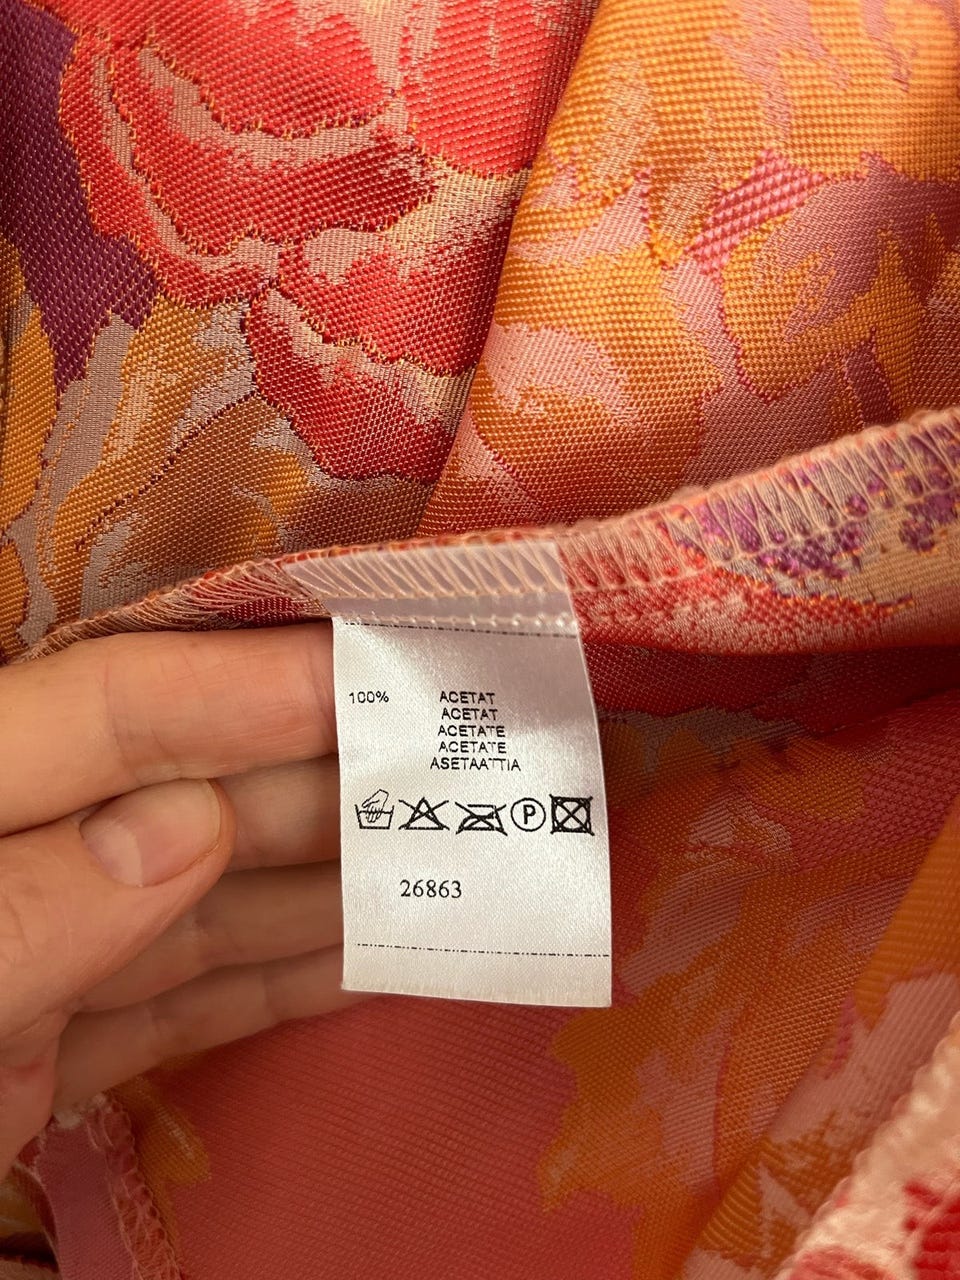 100% ACETAT
ACETAT
ACETATE
ACETATE
ASETAATTIA
P
26863